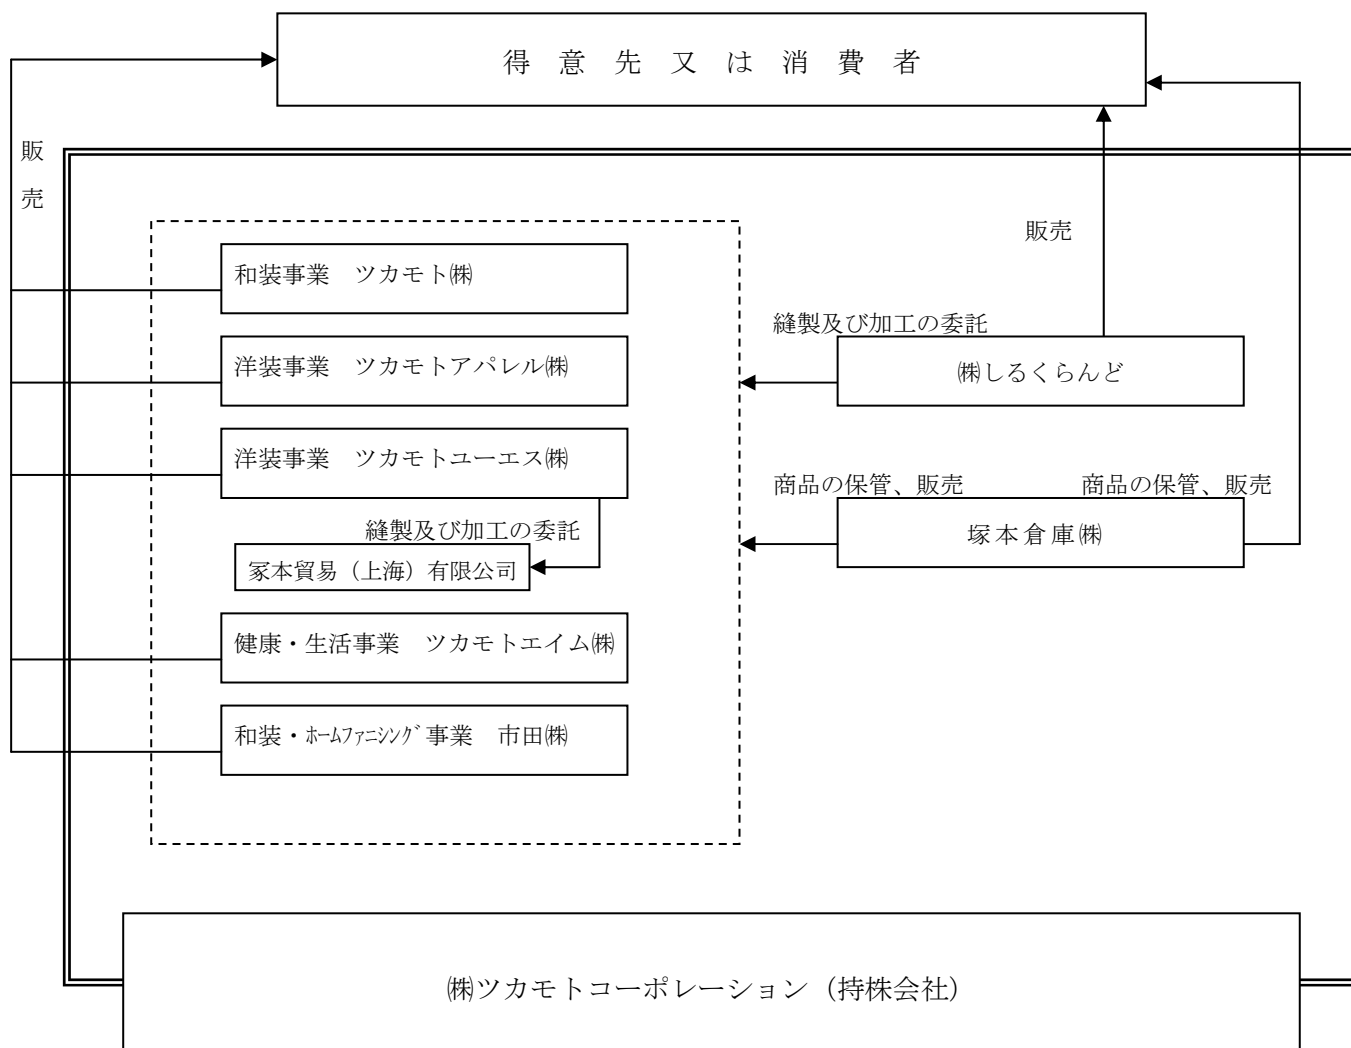 得意先又は消費者
販
売
販売
和装事業　ツカモト㈱
縫製及び加工の委託
洋装事業　ツカモトアパレル㈱
㈱しるくらんど
洋装事業　ツカモトユーエス㈱
商品の保管、販売
商品の保管、販売
縫製及び加工の委託
塚本倉庫㈱
冢本貿易（上海）有限公司
健康・生活事業　ツカモトエイム㈱
和装・ﾎｰﾑﾌｧﾆｼﾝｸﾞ事業　市田㈱
㈱ツカモトコーポレーション（持株会社）